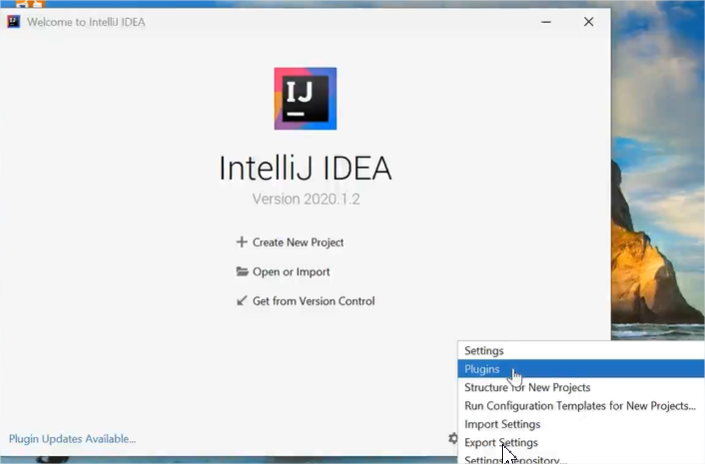 Welcome to IntelliJ IDEA
IJ
IntelliJ IDEA
Version 2020.1.2
Create New Project
Open or Import
Get from Version Control
Settings
Plugins
Structure for New Projects
Run Configuration Templates for New Projects...
Import Settings
Export Settings
Settings Repository...
Plugin Updates Available...